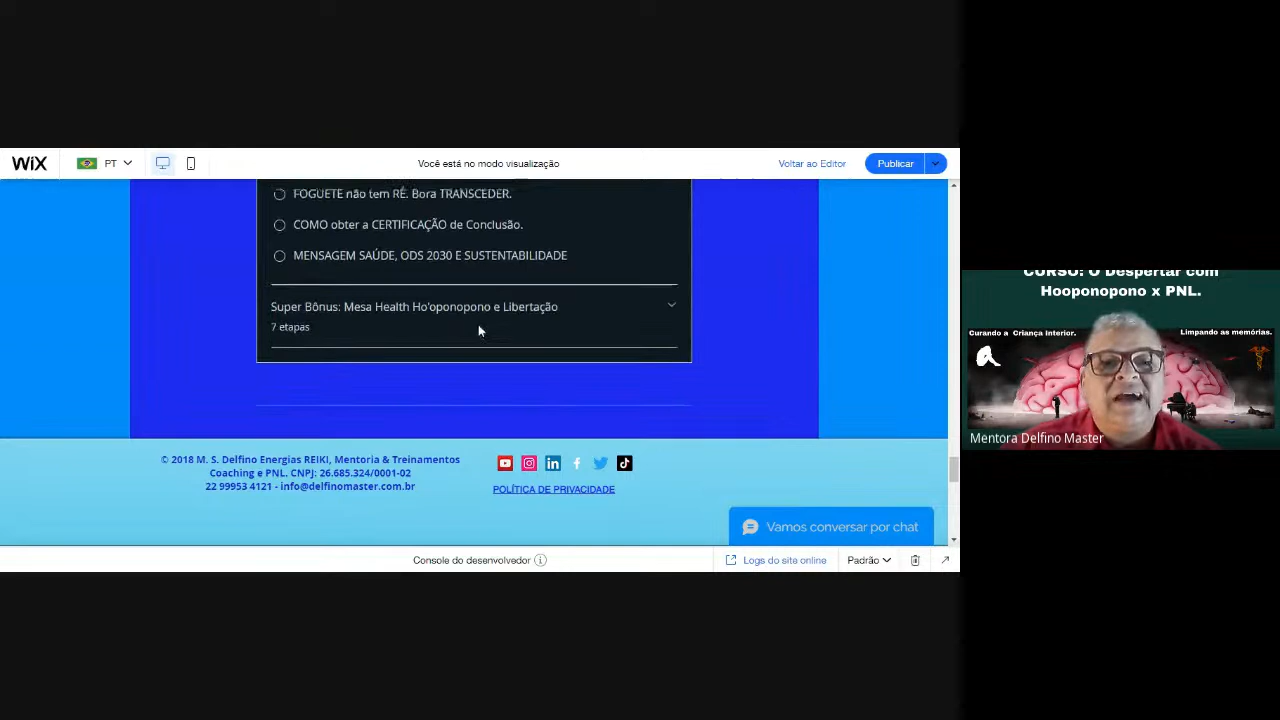 WiX
PT
Você está no modo visualização
Voltar ao Editor
Publicar
FOGUETE não tem RÉ. Bora TRANSCEDER.
COMO obter a CERTIFICAÇÃO de Conclusão.
MENSAGEM SAÚDE, ODS 2030 E SUSTENTABILIDADE
Super Bônus: Mesa Health Ho'oponopono e Libertação
7 etapas
© 2018 M. S. Delfino Energias REIKI, Mentoria & Treinamentos
Coaching e PNL. CNPJ: 26.685.324/0001-02
22 99953 4121 - info@delfinomaster.com.br
POLÍTICA DE PRIVACIDADE
Vamos conversar por chat
Console do desenvolvedor
Logs do site online
Padrão
CURSO: O Despertar com
Hooponopono x PNL.
Curando a Criança Interior.
Limpando as memórias.
a
Mentora Delfino Master